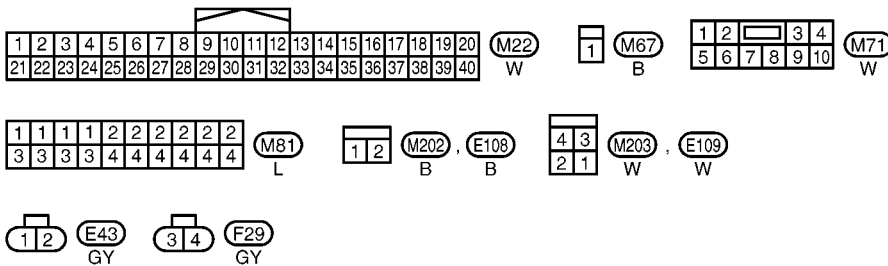 1 2 3 4 5 6 7 8 9 10 11 12 13 14 15 16 17 18 19 20 M22 1 M67 1 2 3 4 M71
21 22 23 24 25 26 27 28 29 30 31 32 33 34 35 36 37 38 39 40 W B 5 6 7 8 9 10 W
1 1 1 1 2 2 2 2 2 2 M81 1 2 M202 , E108 4 3 M203 , E109
3 3 3 3 4 4 4 4 4 4 L B B 2 1 W W
1 2 E43 3 4 F29
GY GY